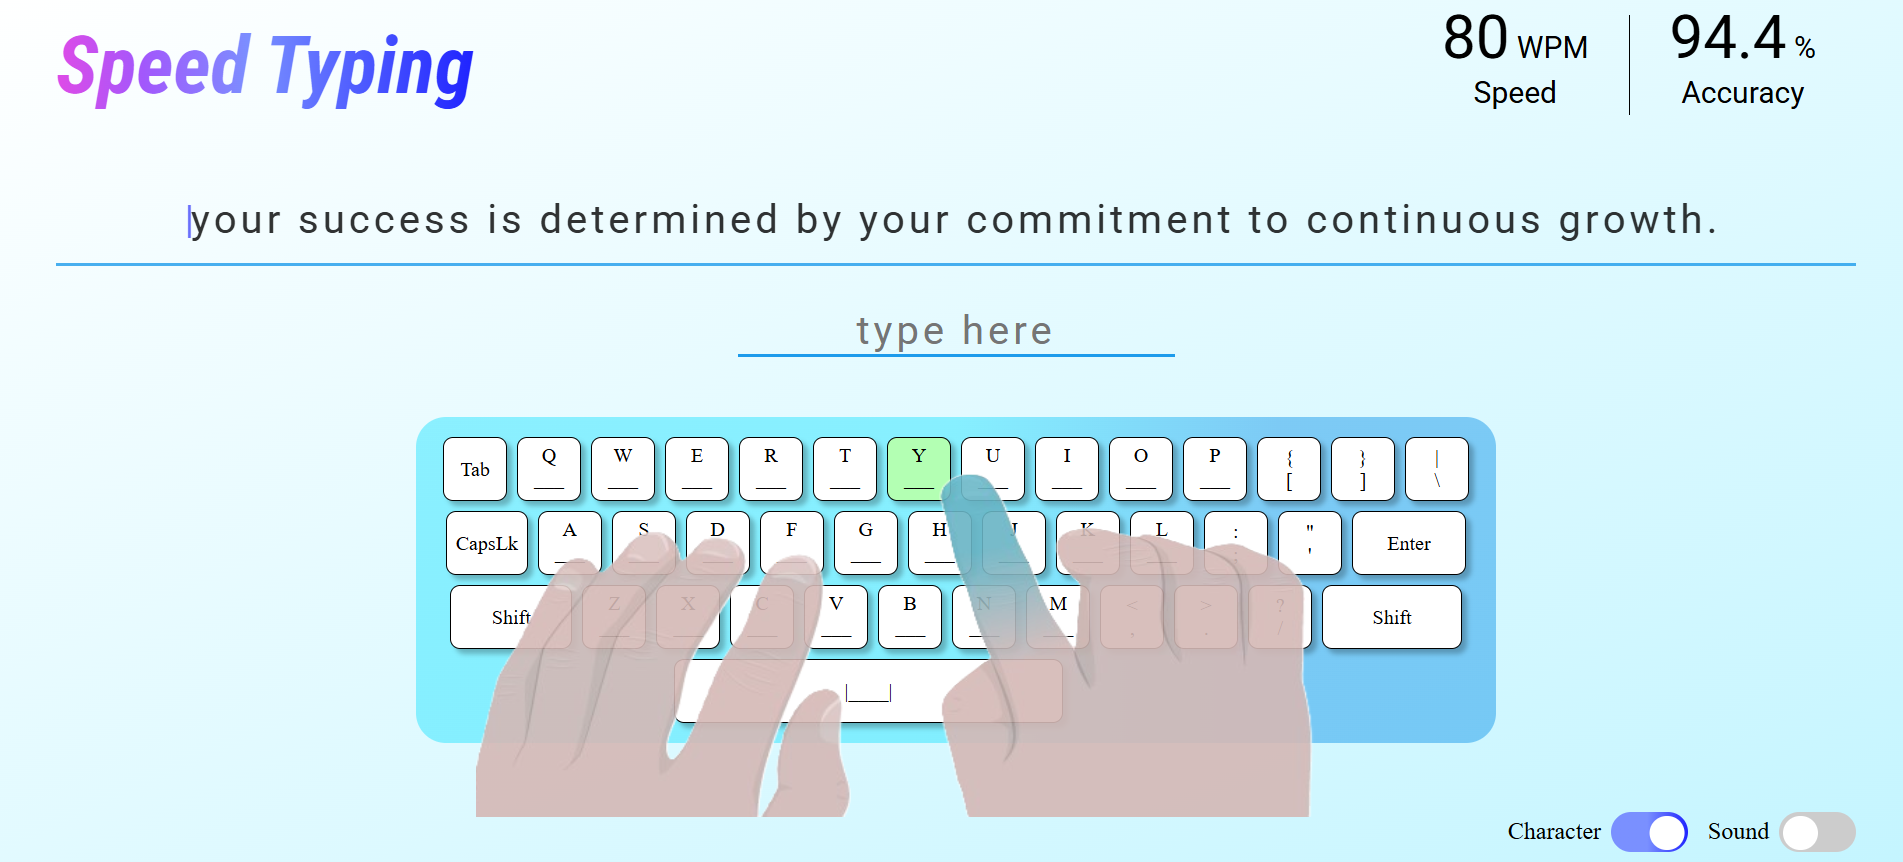 Speed Typing
80 WPM
Speed
94.4 %
Accuracy
your success is determined by your commitment to continuous growth.
type here
Tab Q W E R T Y U I O P { [ } ] | \
CapsLk A S D F G H J K L : ; " ' Enter
Shift Z X C V B N M < , > . ? / Shift
|____|
Character Sound